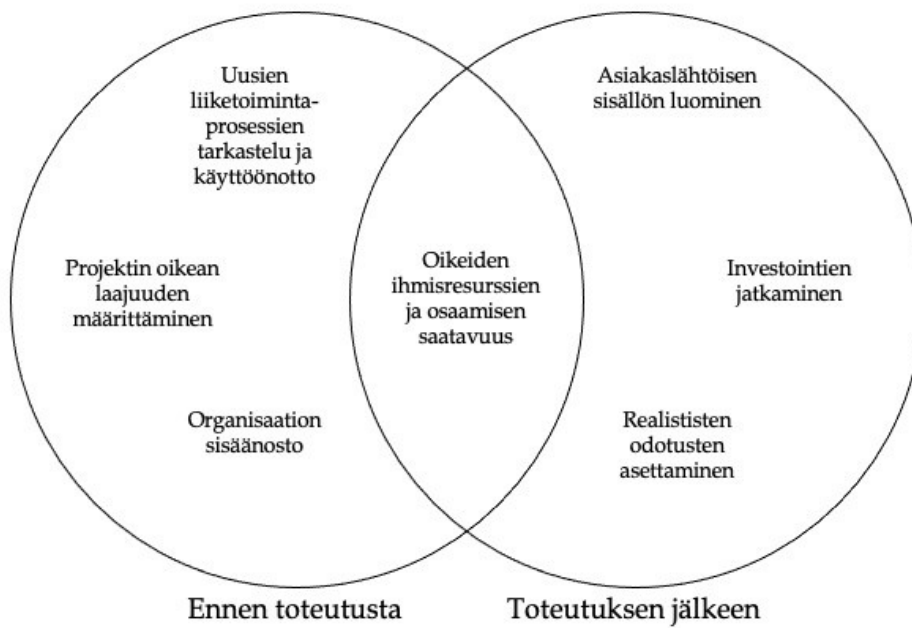 Uusien
liiketoiminta-
prosessien
tarkastelu ja
käyttöönotto
Projektin oikean
laajuuden
määrittäminen
Organisaation
sisäänosto
Oikeiden
ihmisresurssien
ja osaamisen
saatavuus
Asiakaslähtöisen
sisällön luominen
Investointien
jatkaminen
Realististen
odotusten
asettaminen
Ennen toteutusta
Toteutuksen jälkeen